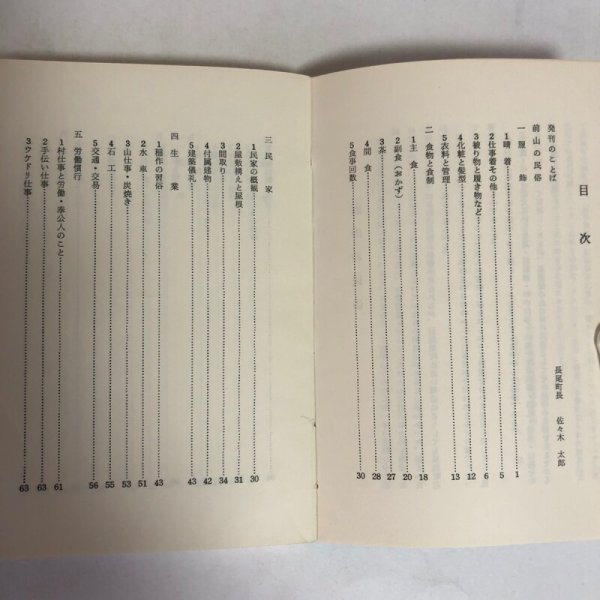 目次
発刊のことば
長尾町長 佐々木 太郎
前山の民俗
一 服飾
1 晴着……1
2 仕事着その他……5
3 被り物と履き物など……6
4 化粧と髪型……12
5 衣料と管理……13
二 食物と食制
1 主食……18
2 副食（おかず）……20
3 茶……27
4 間食……28
5 食事回数……30
三 民家
1 民家の概観……30
2 屋敷構えと屋根……31
3 間取り……34
4 付属建物……42
5 建築儀礼……43
四 生業
1 稲作の習俗……43
2 水車……51
3 山仕事・炭焼き……53
4 石工……55
5 交通・交易……56
五 労働慣行
1 村仕事と労働・奉公人のこと……61
2 手伝い仕事……63
3 ウケドリ仕事……63